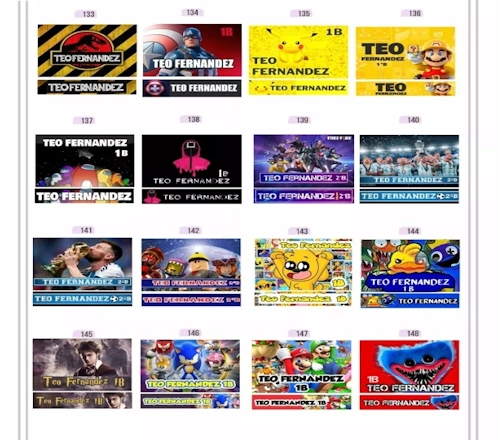 133
134
135
136
TEO FERNANDEZ
TEO FERNANDEZ
1B
TEO FERNANDEZ
1B
TEO
FERNANDEZ
TEO FERNANDEZ
TEO
FERNANDEZ
1°B
TEO
FERNANDEZ
137
138
139
140
TEO FERNANDEZ
1B
TEO FERNANDEZ
1B
TEO FERNANDEZ
TEO FERNANDEZ
FREE FIRE
TEO FERNANDEZ 2°B
TEO FERNANDEZ 2°B
TEO FERNANDEZ 2°B
TEO FERNANDEZ 2°B
141
142
143
144
TEO FERNANDEZ 2°B
TEO FERNANDEZ 2°B
TEO FERNANDEZ
TEO FERNANDEZ
Teo Fernandez 1B
Teo Fernandez 1B
TEO FERNANDEZ
1B
TEO FERNANDEZ
1B
145
146
147
148
Teo Fernandez 1B
Teo Fernandez 1B
TEO FERNANDEZ 1B
TEO FERNANDEZ 1B
TEO FERNANDEZ
1B
TEO FERNANDEZ 1B
1B
TEO FERNANDEZ
TEO FERNANDEZ